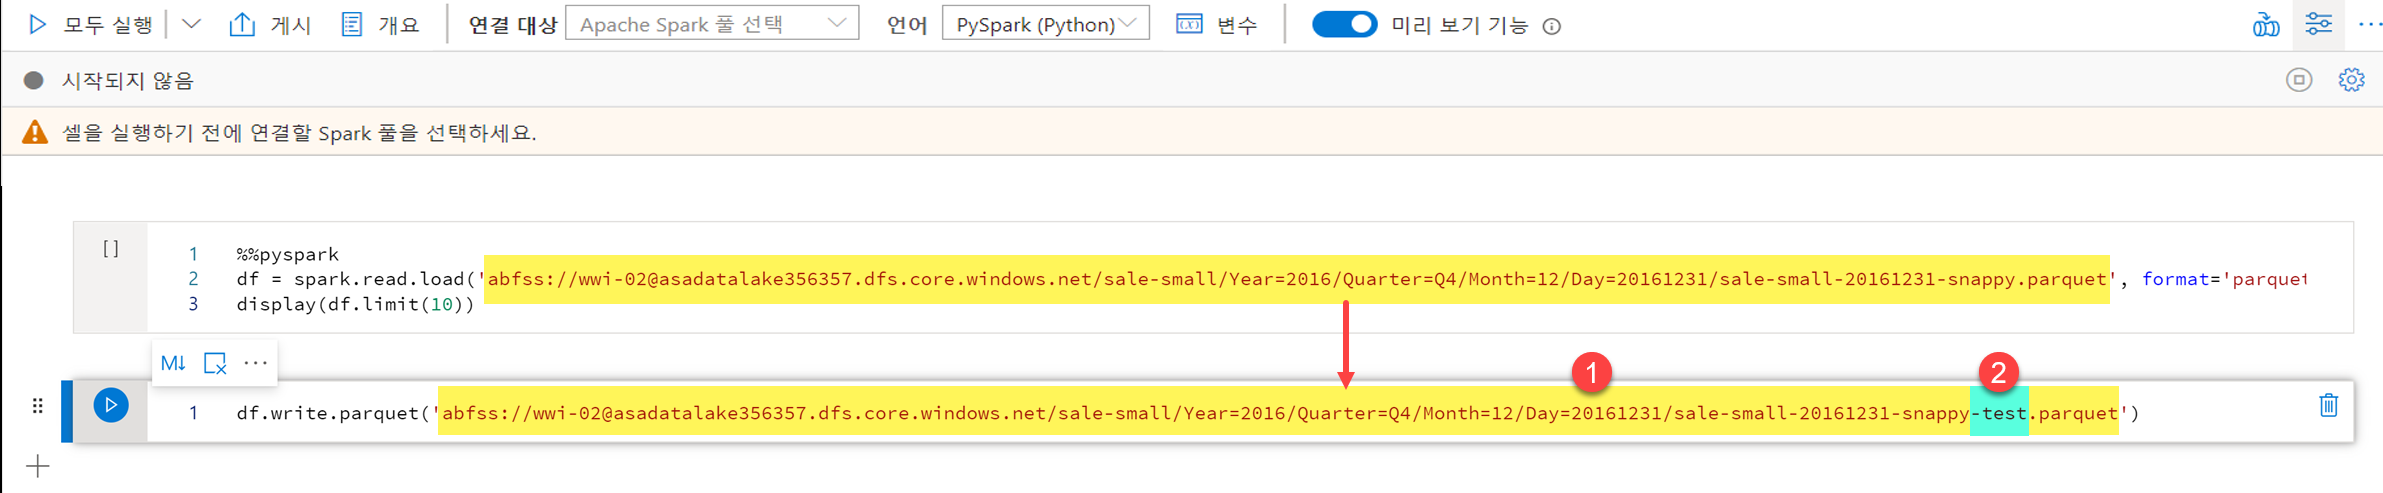 모두 실행 게시 개요 연결 대상 Apache Spark 풀 선택 언어 PySpark (Python) 변수 미리 보기 기능
시작되지 않음
셀을 실행하기 전에 연결할 Spark 풀을 선택하세요.
[ ]
1 %%pyspark
2 df = spark.read.load('abfss://wwi-02@asadatalake356357.dfs.core.windows.net/sale-small/Year=2016/Quarter=Q4/Month=12/Day=20161231/sale-small-20161231-snappy.parquet', format='parquet
3 display(df.limit(10))
M↓ ...
1 2
1 df.write.parquet('abfss://wwi-02@asadatalake356357.dfs.core.windows.net/sale-small/Year=2016/Quarter=Q4/Month=12/Day=20161231/sale-small-20161231-snappy-test.parquet')